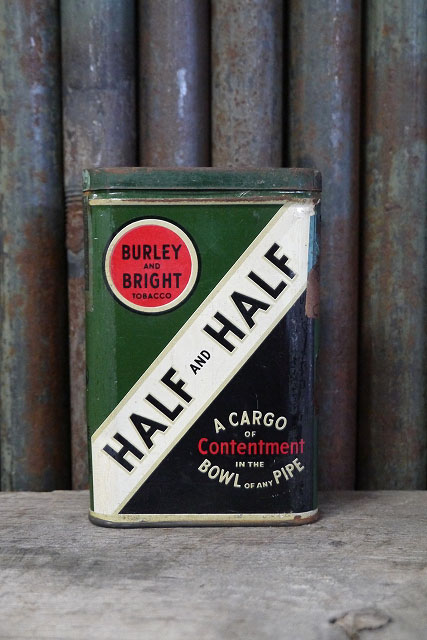 BURLEY
AND
BRIGHT
TOBACCO
HALF AND HALF
A CARGO
OF
Contentment
IN THE
BOWL OF ANY PIPE